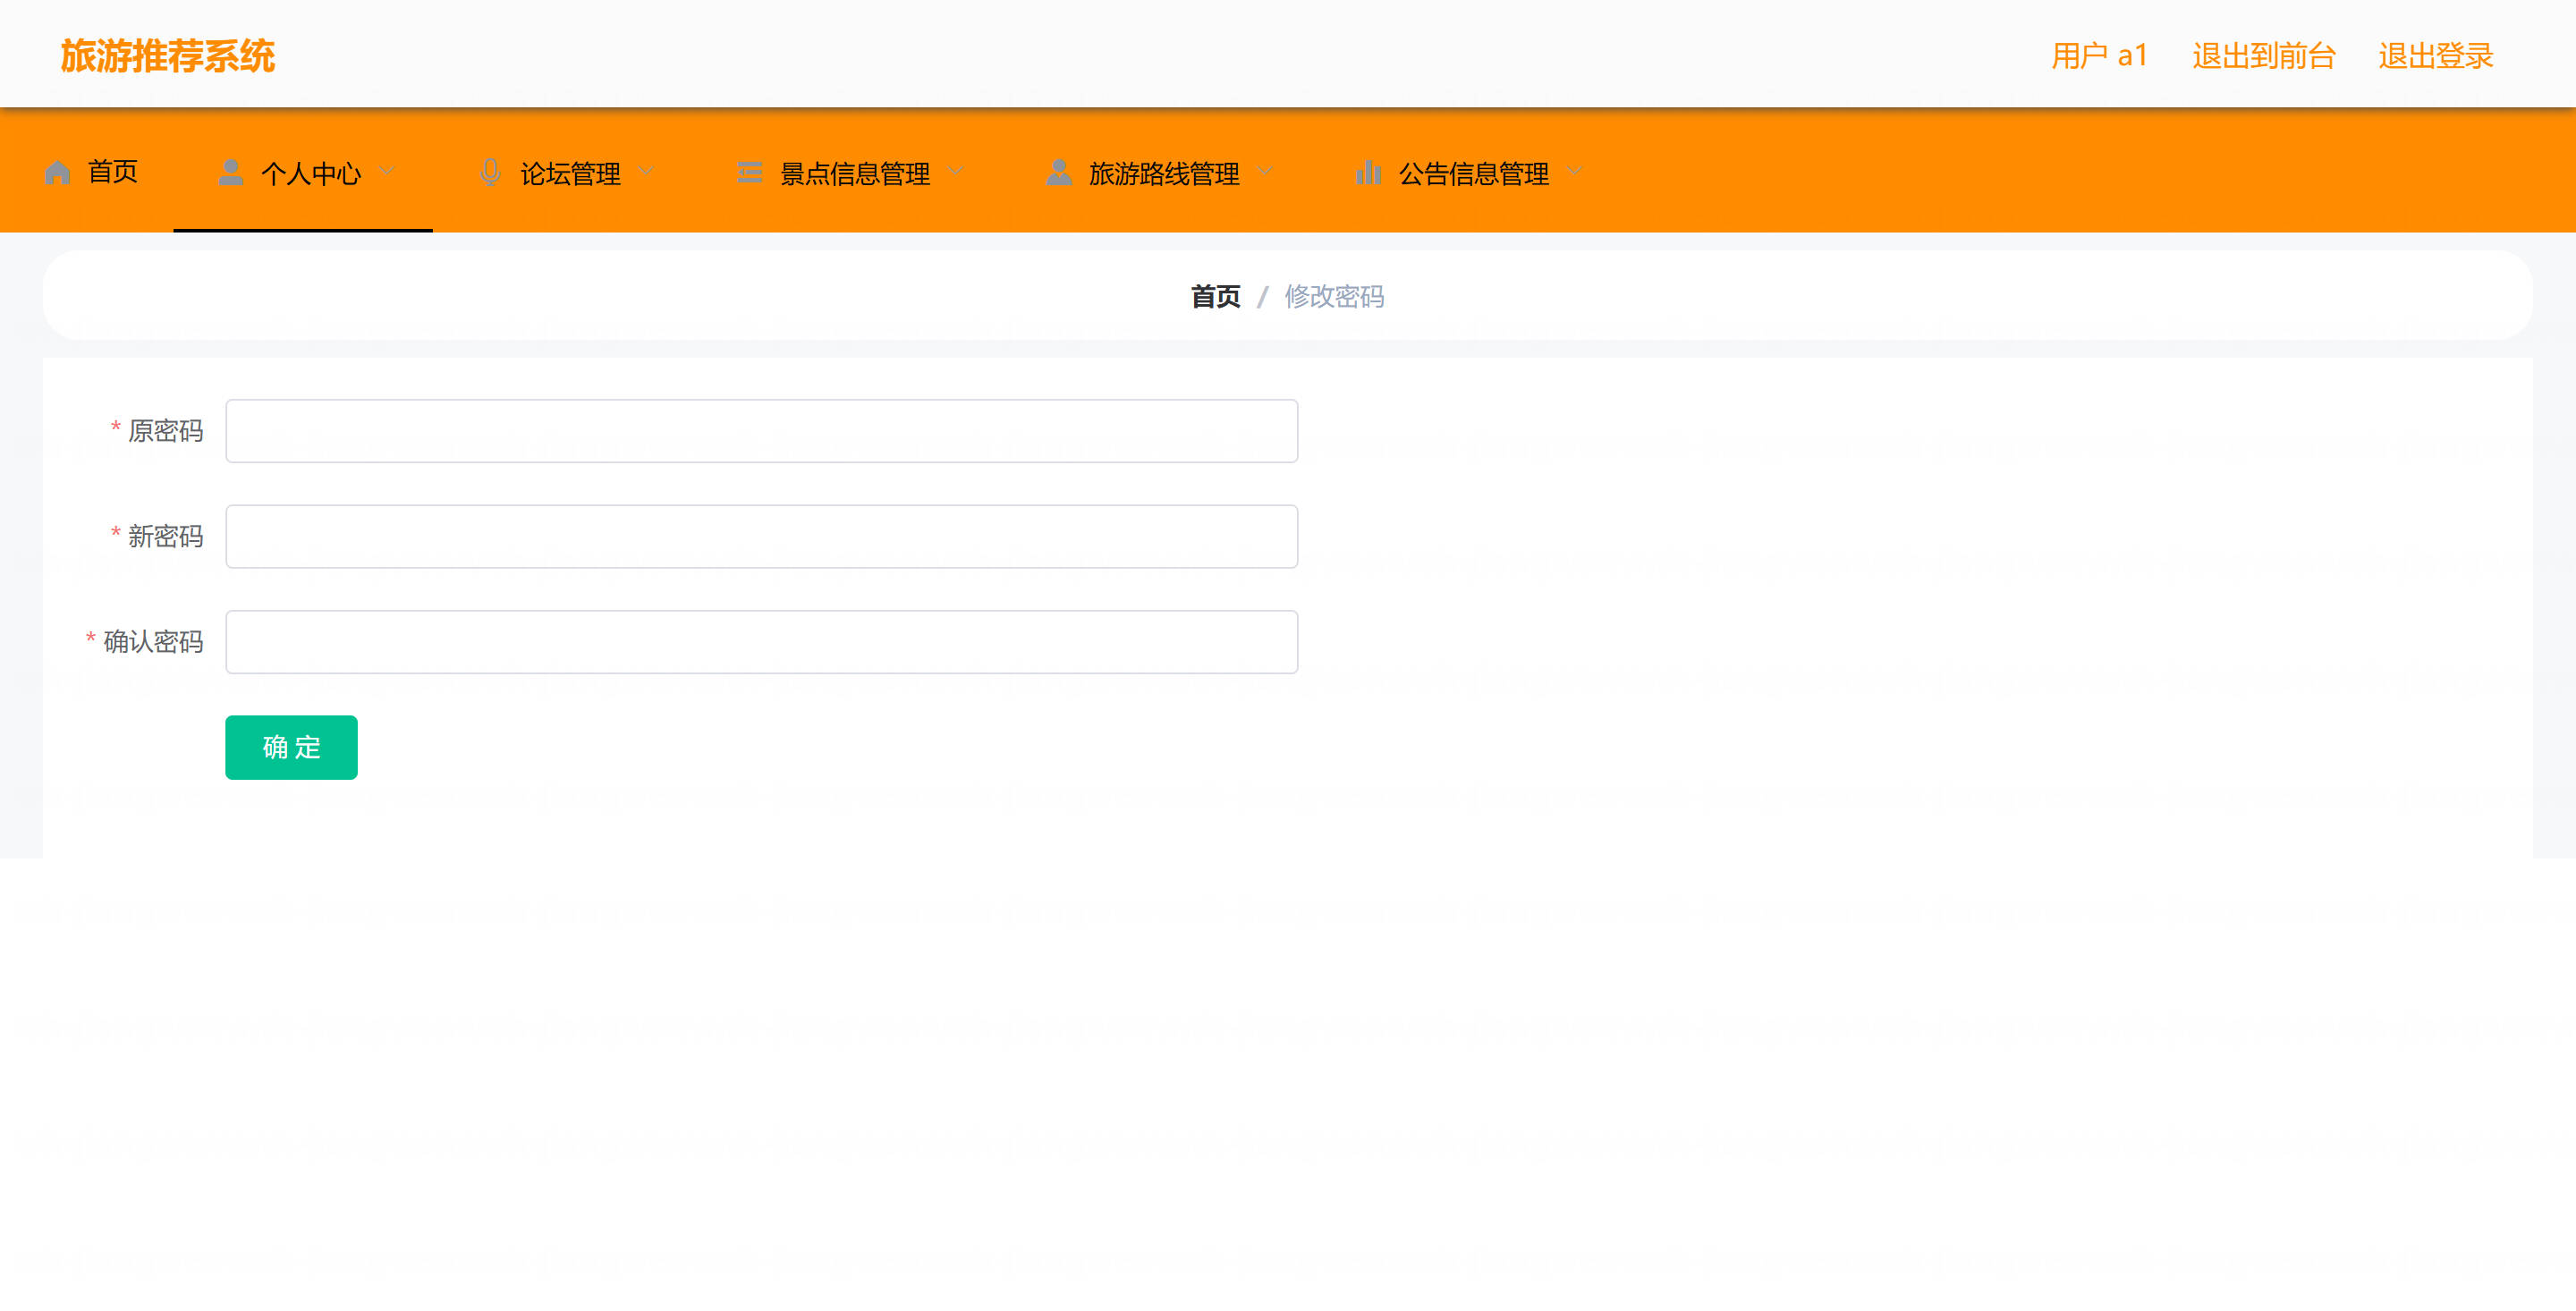 旅游推荐系统 用户 a1 退出到前台 退出登录
首页 个人中心 论坛管理 景点信息管理 旅游路线管理 公告信息管理
首页 / 修改密码
* 原密码
* 新密码
* 确认密码
确 定